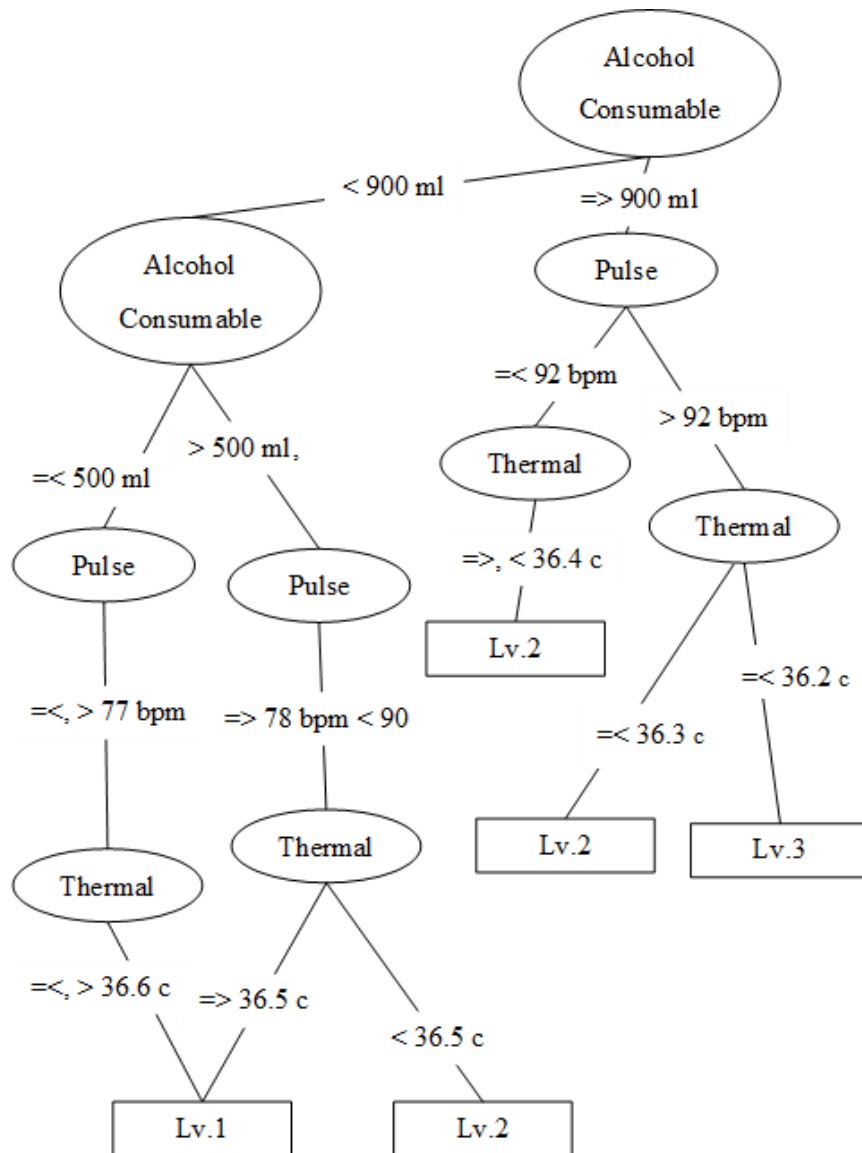 Alcohol
Consumable
< 900 ml
=> 900 ml
Alcohol
Consumable
Pulse
=< 92 bpm
> 92 bpm
> 500 ml,
=< 500 ml
Thermal
Thermal
Pulse
Pulse
=>, < 36.4 c
Lv.2
=< 36.2 c
=<, > 77 bpm
=> 78 bpm < 90
=< 36.3 c
Thermal
Lv.2
Lv.3
Thermal
=<, > 36.6 c
=> 36.5 c
< 36.5 c
Lv.1
Lv.2